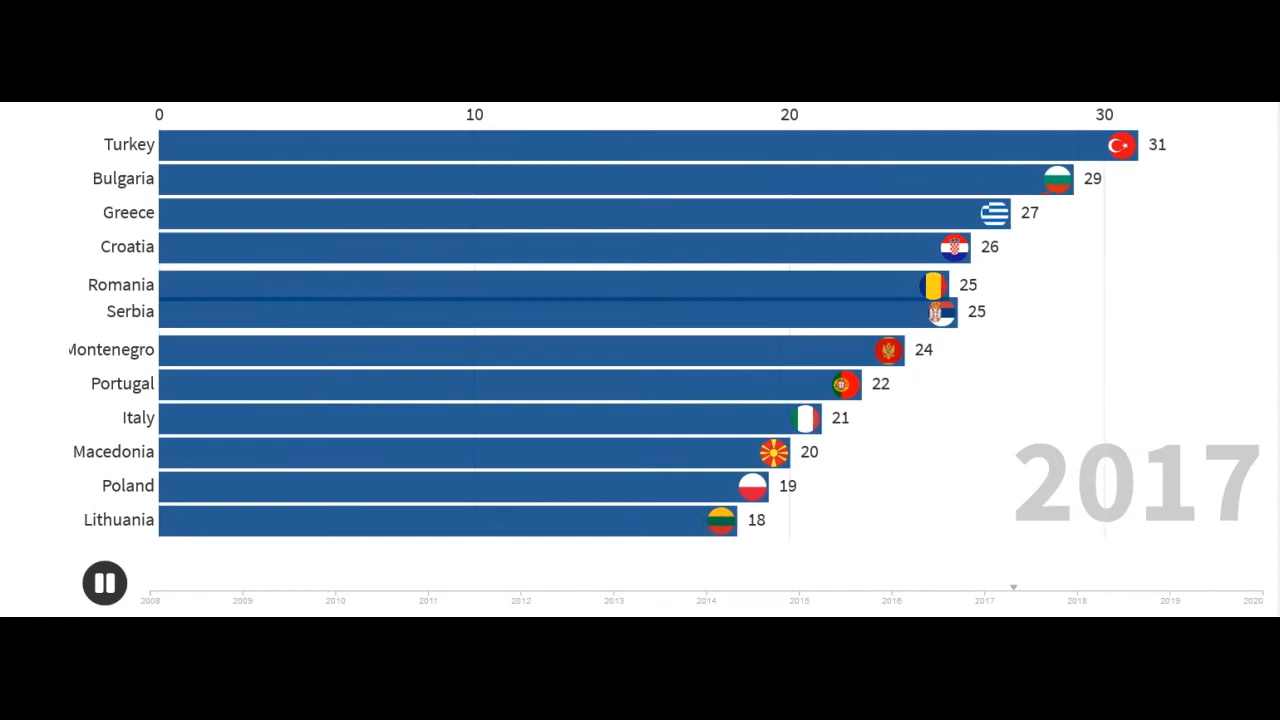 0 10 20 30
Turkey 31
Bulgaria 29
Greece 27
Croatia 26
Romania 25
Serbia 25
Montenegro 24
Portugal 22
Italy 21
Macedonia 20
Poland 19
Lithuania 18
2017
2008 2009 2010 2011 2012 2013 2014 2015 2016 2017 2018 2019 2020